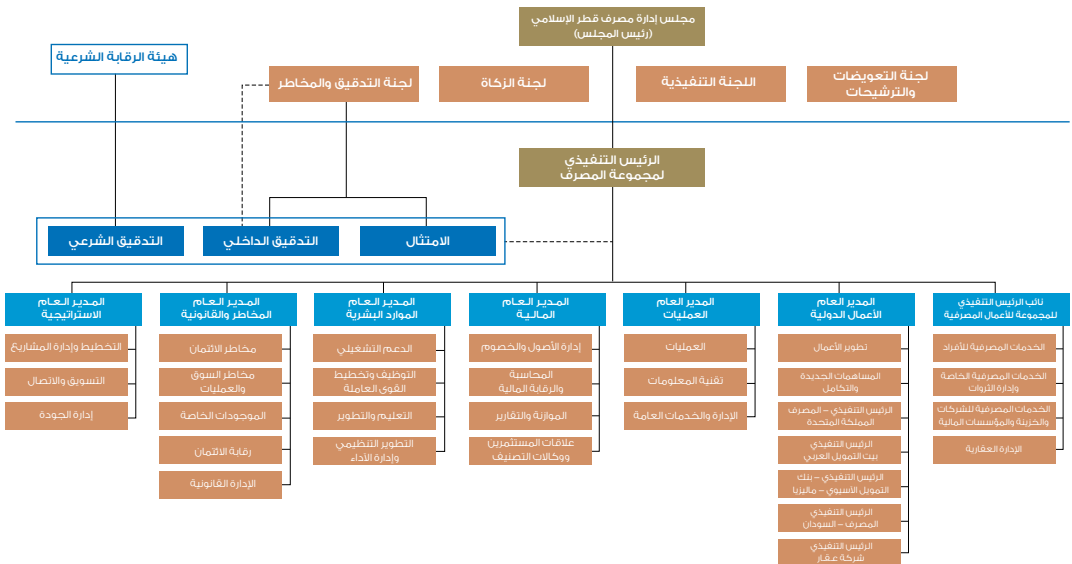 مجلس إدارة مصرف قطر الإسلامي
(رئيس المجلس)
هيئة الرقابة الشرعية
لجنة التعويضات
والترشيحات
اللجنة التنفيذية
لجنة الزكاة
لجنة التدقيق والمخاطر
الرئيس التنفيذي
لمجموعة المصرف
الامتثال
التدقيق الداخلي
التدقيق الشرعي
نائب الرئيس التنفيذي
للمجموعة للأعمال المصرفية
الخدمات المصرفية للأفراد
الخدمات المصرفية الخاصة
وإدارة الثروات
الخدمات المصرفية للشركات
والخزينة والمؤسسات المالية
الإدارة العقارية
المدير العام
الأعمال الدولية
تطوير الأعمال
المساهمات الجديدة
والتكامل
الرئيس التنفيذي – المصرف
المملكة المتحدة
الرئيس التنفيذي
بيت التمويل العربي
الرئيس التنفيذي – بنك
التمويل الآسيوي – ماليزيا
الرئيس التنفيذي
المصرف – السودان
الرئيس التنفيذي
شركة عقار
المدير العام
العمليات
العمليات
تقنية المعلومات
الإدارة والخدمات العامة
المدير العام
المالية
إدارة الأصول والخصوم
المحاسبة
والرقابة المالية
الموازنة والتقارير
علاقات المستثمرين
ووكالات التصنيف
المدير العام
الموارد البشرية
الدعم التشغيلي
التوظيف وتخطيط
القوى العاملة
التعليم والتطوير
التطوير التنظيمي
وإدارة الأداء
المدير العام
المخاطر والقانونية
مخاطر الائتمان
مخاطر السوق
والعمليات
الموجودات الخاصة
رقابة الائتمان
الإدارة القانونية
المدير العام
الاستراتيجية
التخطيط وإدارة المشاريع
التسويق والاتصال
إدارة الجودة